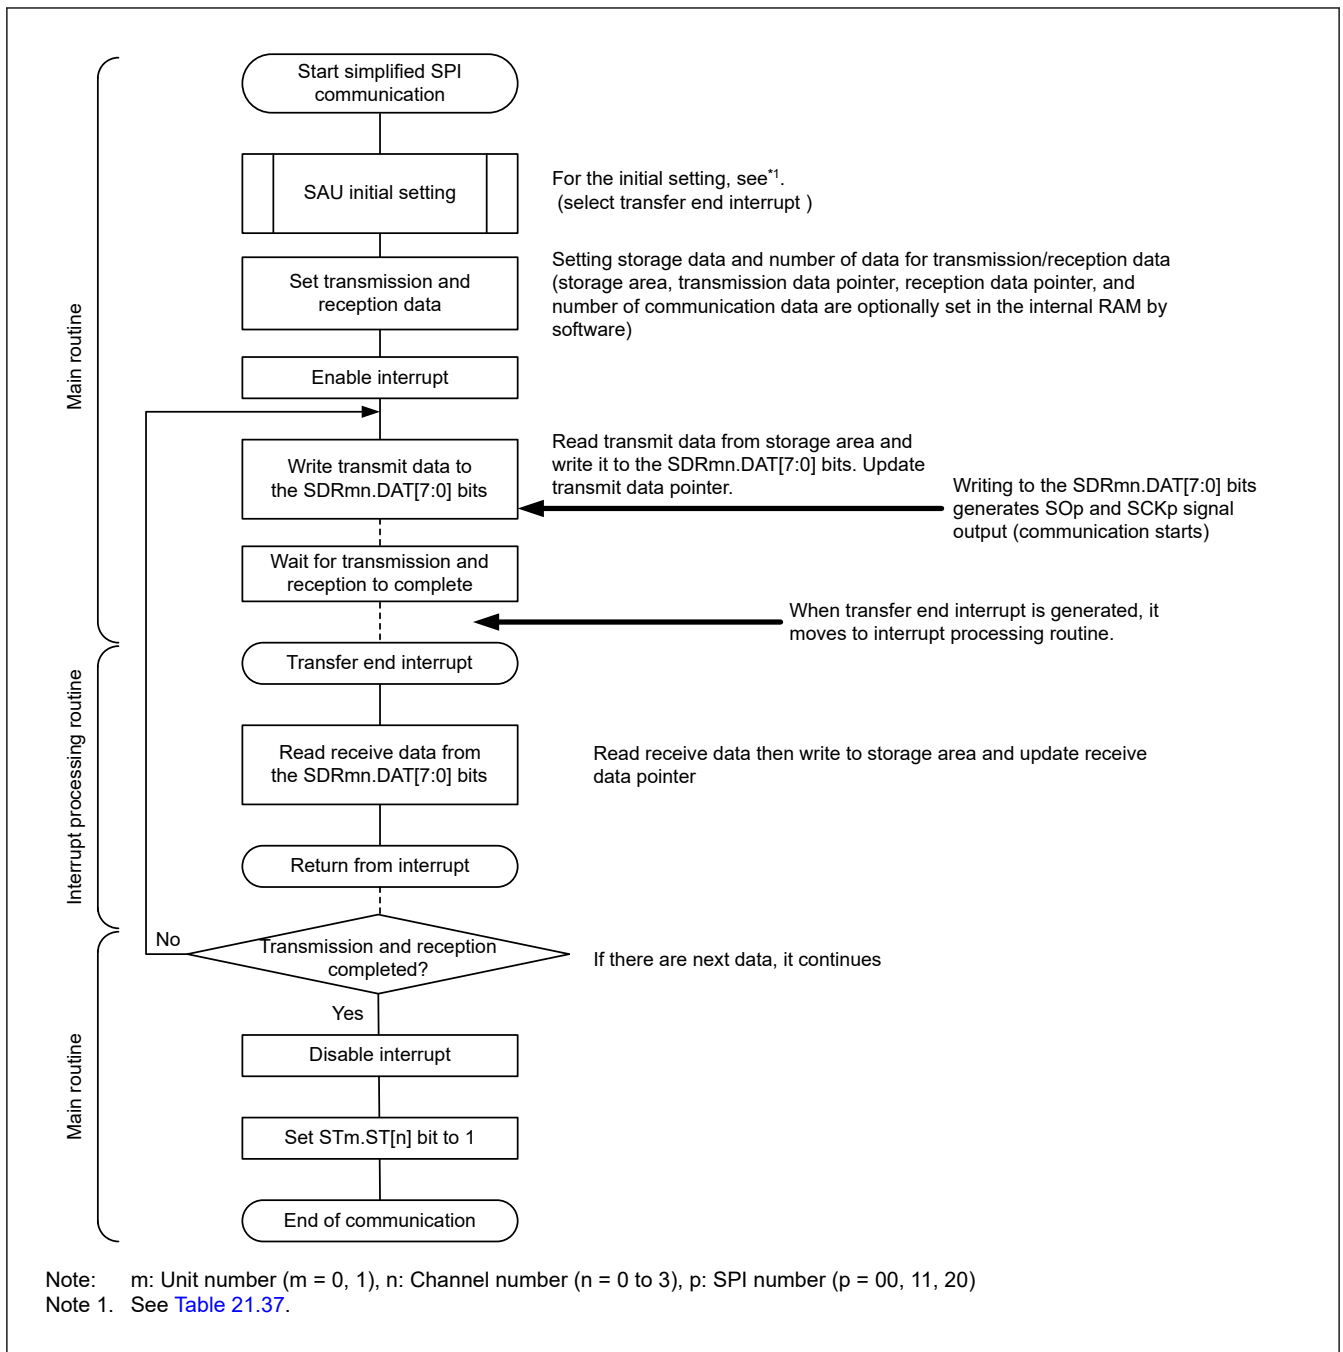 Start simplified SPI
communication
SAU initial setting
For the initial setting, see*1.
(select transfer end interrupt )
Set transmission and
reception data
Setting storage data and number of data for transmission/reception data
(storage area, transmission data pointer, reception data pointer, and
number of communication data are optionally set in the internal RAM by
software)
Main routine
Enable interrupt
Write transmit data to
the SDRmn.DAT[7:0] bits
Read transmit data from storage area and
write it to the SDRmn.DAT[7:0] bits. Update
transmit data pointer.
Writing to the SDRmn.DAT[7:0] bits
generates SOp and SCKp signal
output (communication starts)
Wait for transmission and
reception to complete
When transfer end interrupt is generated, it
moves to interrupt processing routine.
Transfer end interrupt
Interrupt processing routine
Read receive data from
the SDRmn.DAT[7:0] bits
Read receive data then write to storage area and update receive
data pointer
Return from interrupt
No
Transmission and reception
completed?
If there are next data, it continues
Yes
Main routine
Disable interrupt
Set STm.ST[n] bit to 1
End of communication
Note: m: Unit number (m = 0, 1), n: Channel number (n = 0 to 3), p: SPI number (p = 00, 11, 20)
Note 1. See Table 21.37.